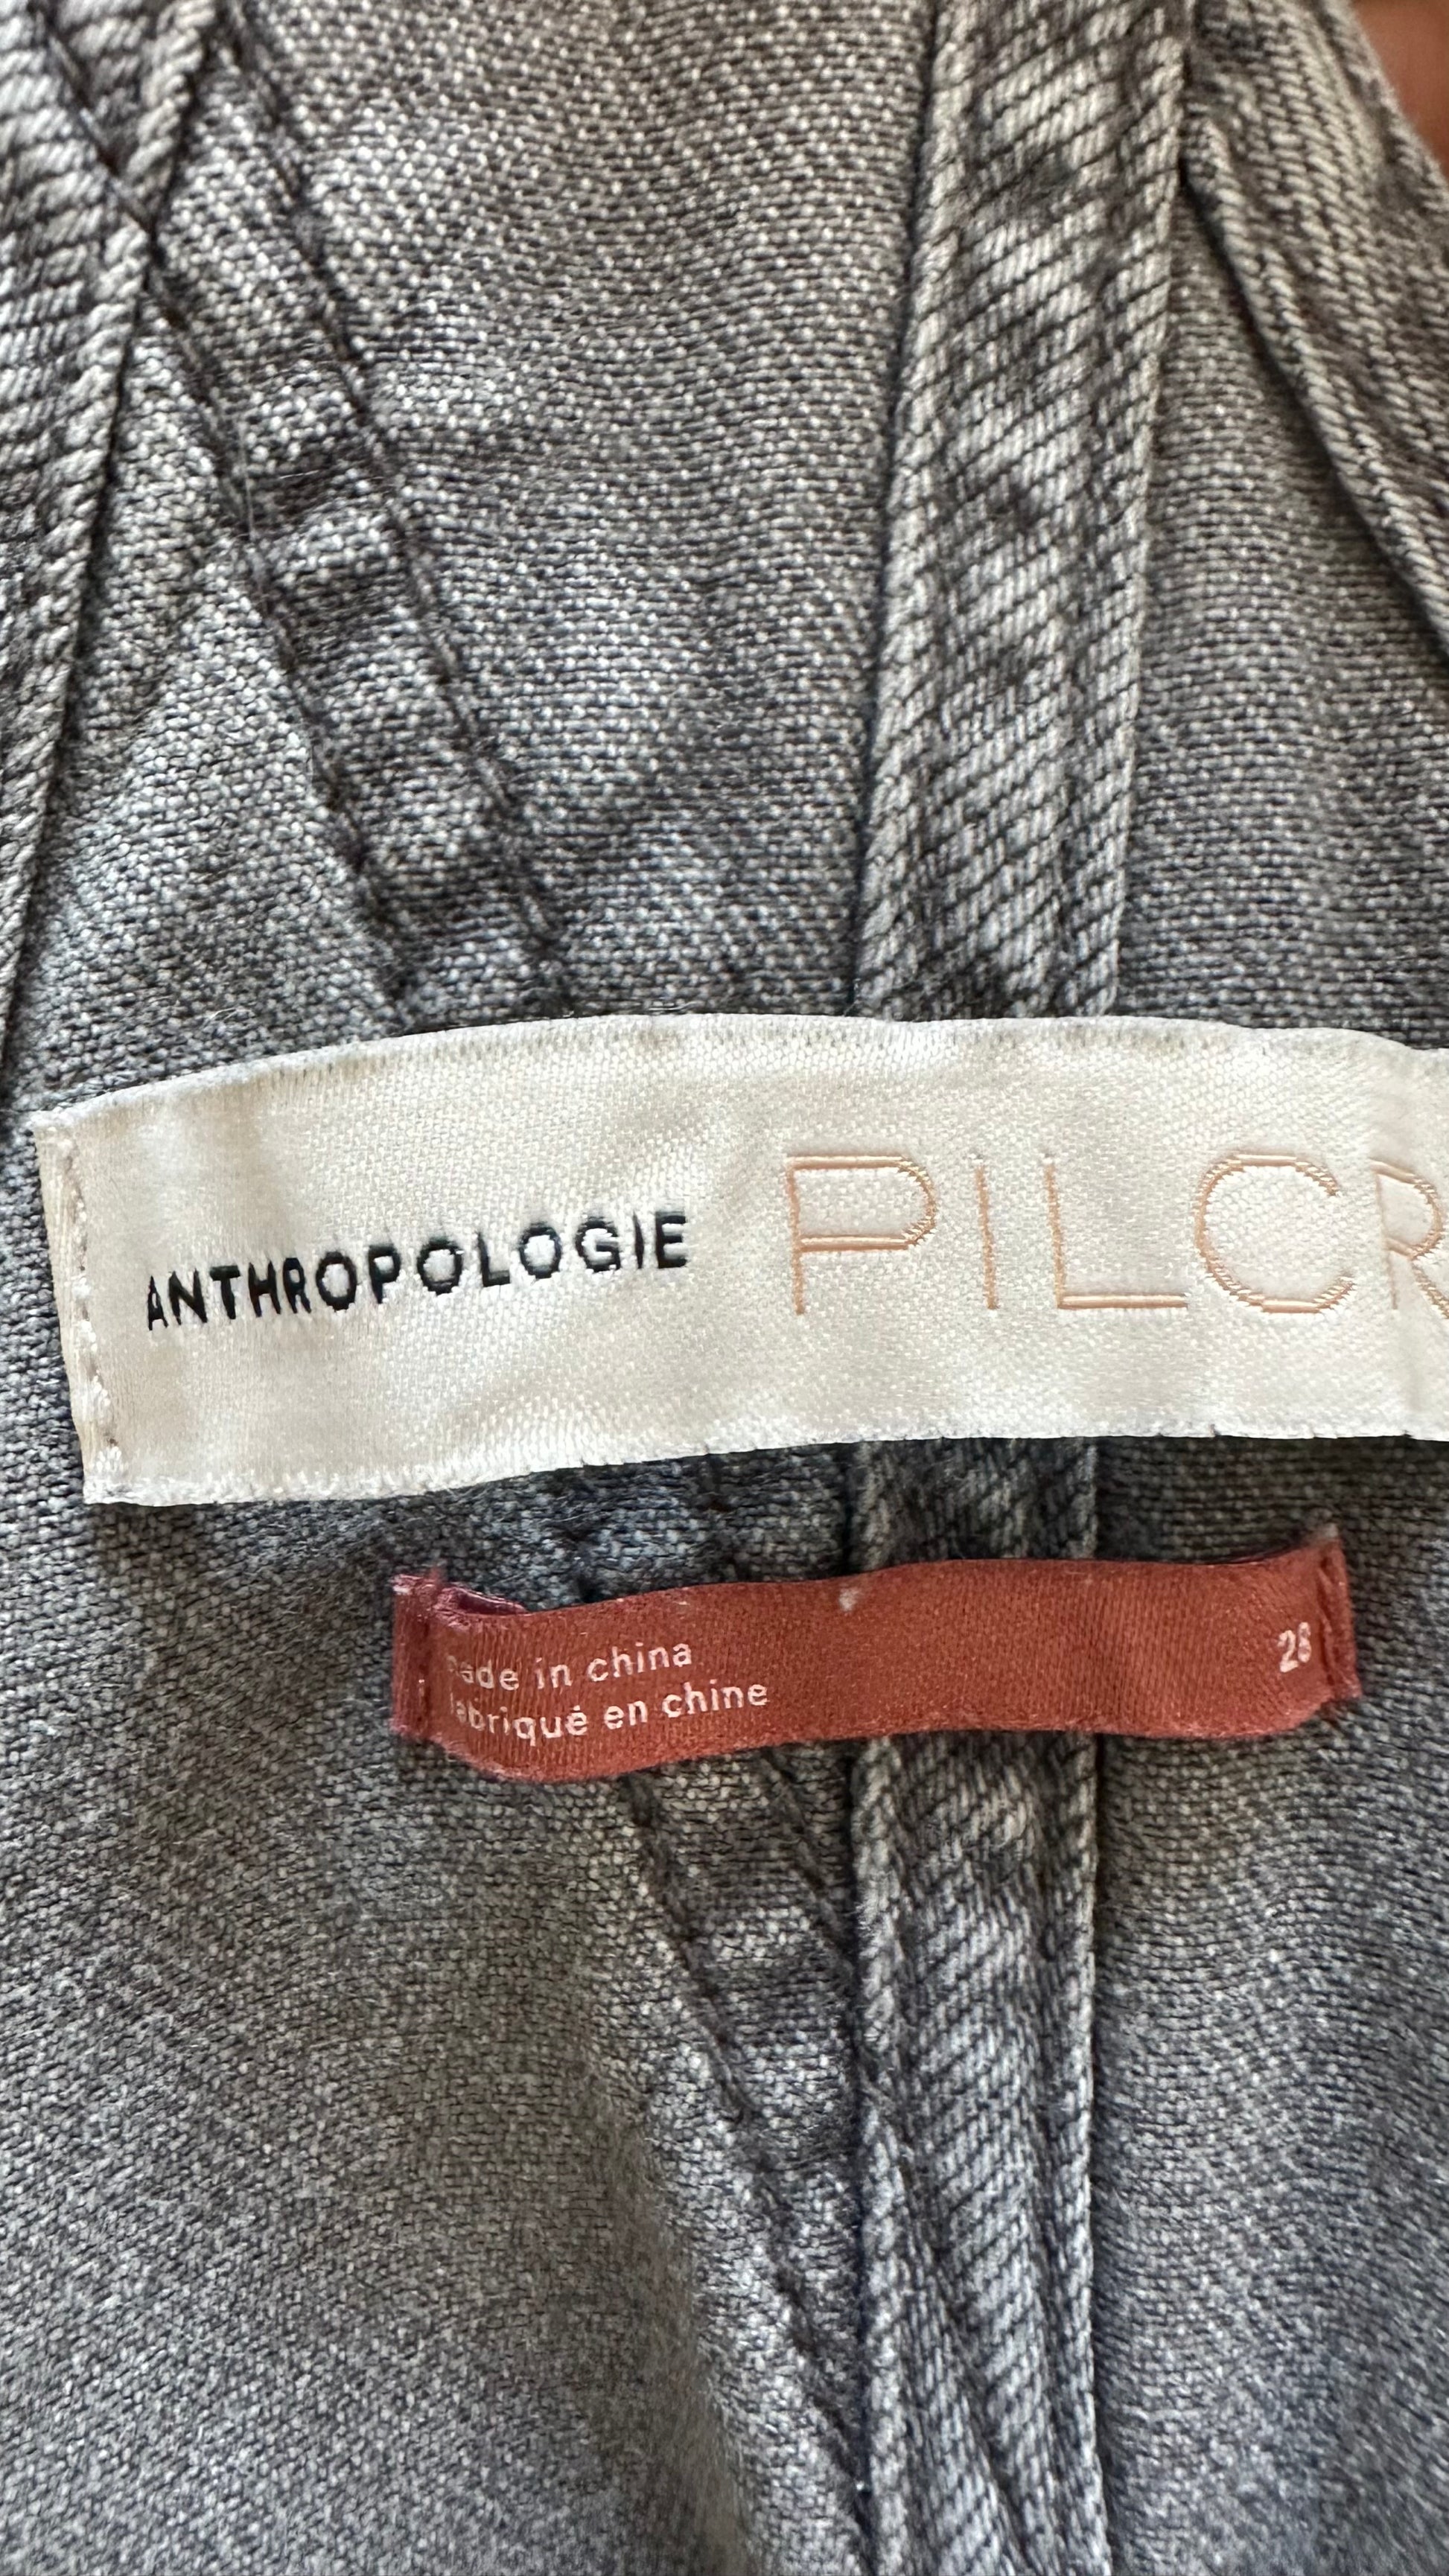 ANTHROPOLOGIE PILCR
made in china 28
fabriqué en chine